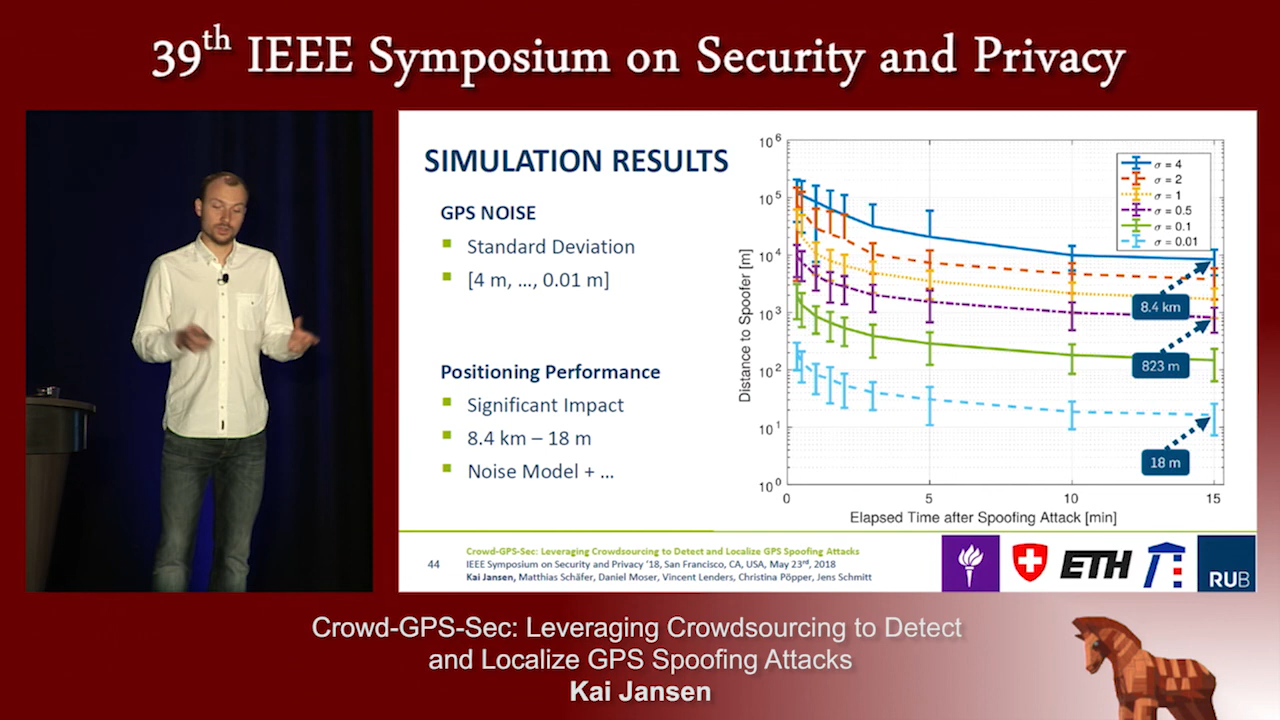 39th IEEE Symposium on Security and Privacy
SIMULATION RESULTS
GPS NOISE
Standard Deviation
[4 m, ..., 0.01 m]
Positioning Performance
Significant Impact
8.4 km – 18 m
Noise Model + ...
Distance to Spoofer [m]
10^6
10^5
10^4
10^3
10^2
10^1
10^0
0
5
10
15
Elapsed Time after Spoofing Attack [min]
σ = 4
σ = 2
σ = 1
σ = 0.5
σ = 0.1
σ = 0.01
8.4 km
823 m
18 m
44
Crowd-GPS-Sec: Leveraging Crowdsourcing to Detect and Localize GPS Spoofing Attacks
IEEE Symposium on Security and Privacy '18, San Francisco, CA, USA, May 23rd, 2018
Kai Jansen, Matthias Schäfer, Daniel Moser, Vincent Lenders, Christina Pöpper, Jens Schmitt
ETH
RUB
Crowd-GPS-Sec: Leveraging Crowdsourcing to Detect
and Localize GPS Spoofing Attacks
Kai Jansen